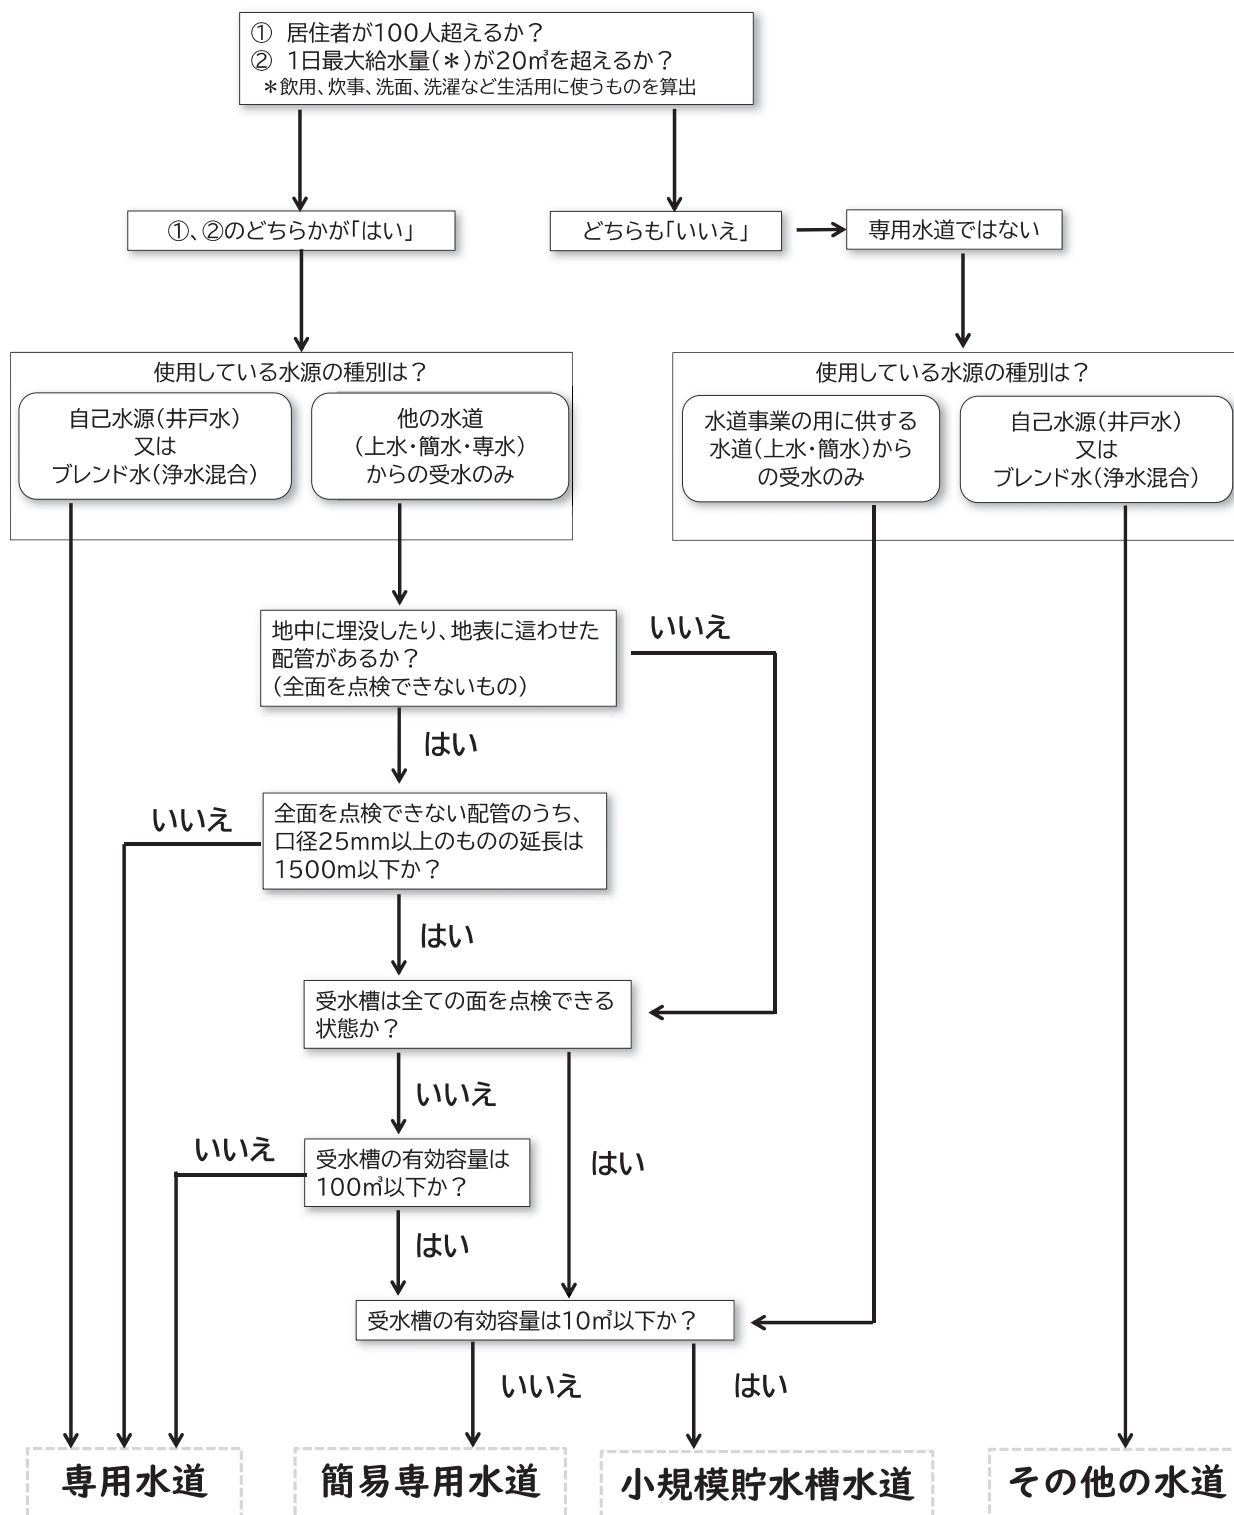 ① 居住者が100人超えるか？
② 1日最大給水量(＊)が20㎥を超えるか？
＊飲用、炊事、洗面、洗濯など生活用に使うものを算出
①、②のどちらかが「はい」
どちらも「いいえ」
専用水道ではない
使用している水源の種別は？
自己水源(井戸水)
又は
ブレンド水(浄水混合)
他の水道
(上水・簡水・専水)
からの受水のみ
使用している水源の種別は？
水道事業の用に供する
水道(上水・簡水)から
の受水のみ
自己水源(井戸水)
又は
ブレンド水(浄水混合)
地中に埋没したり、地表に這わせた
配管があるか？
(全面を点検できないもの)
いいえ
はい
いいえ
全面を点検できない配管のうち、
口径25mm以上のものの延長は
1500m以下か？
はい
受水槽は全ての面を点検できる
状態か？
いいえ
はい
いいえ
受水槽の有効容量は
100㎥以下か？
はい
受水槽の有効容量は10㎥以下か？
いいえ
はい
専用水道
簡易専用水道
小規模貯水槽水道
その他の水道